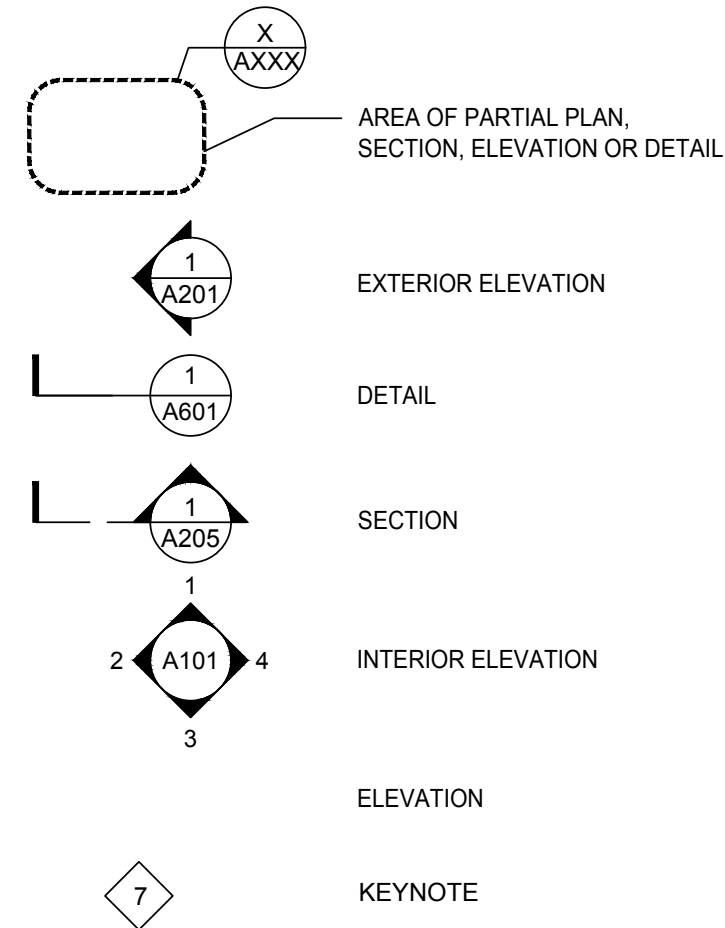 X
AXXX
AREA OF PARTIAL PLAN,
SECTION, ELEVATION OR DETAIL
1
A201
EXTERIOR ELEVATION
1
A601
DETAIL
1
A205
SECTION
1
2 A101 4
INTERIOR ELEVATION
3
ELEVATION
7
KEYNOTE